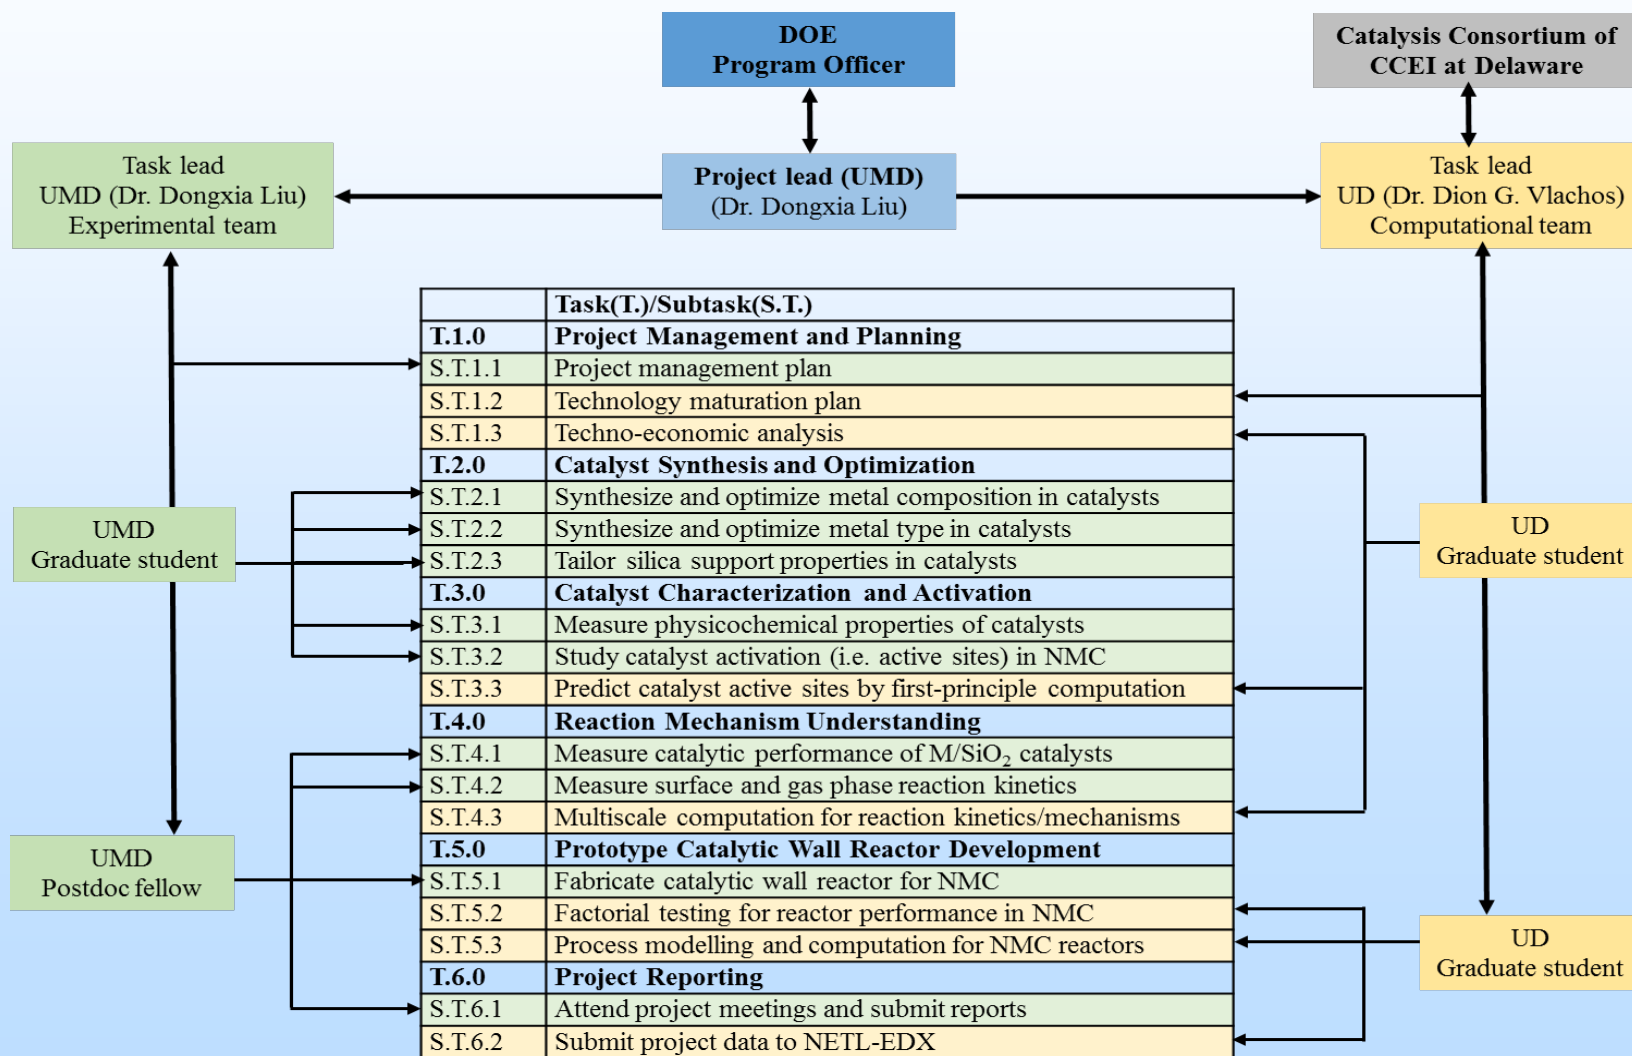 DOE
Program Officer
Catalysis Consortium of
CCEI at Delaware
Task lead
UMD (Dr. Dongxia Liu)
Experimental team
Project lead (UMD)
(Dr. Dongxia Liu)
Task lead
UD (Dr. Dion G. Vlachos)
Computational team
Task(T.)/Subtask(S.T.)
T.1.0 Project Management and Planning
S.T.1.1 Project management plan
S.T.1.2 Technology maturation plan
S.T.1.3 Techno-economic analysis
T.2.0 Catalyst Synthesis and Optimization
S.T.2.1 Synthesize and optimize metal composition in catalysts
S.T.2.2 Synthesize and optimize metal type in catalysts
S.T.2.3 Tailor silica support properties in catalysts
T.3.0 Catalyst Characterization and Activation
S.T.3.1 Measure physicochemical properties of catalysts
S.T.3.2 Study catalyst activation (i.e. active sites) in NMC
S.T.3.3 Predict catalyst active sites by first-principle computation
T.4.0 Reaction Mechanism Understanding
S.T.4.1 Measure catalytic performance of M/SiO₂ catalysts
S.T.4.2 Measure surface and gas phase reaction kinetics
S.T.4.3 Multiscale computation for reaction kinetics/mechanisms
T.5.0 Prototype Catalytic Wall Reactor Development
S.T.5.1 Fabricate catalytic wall reactor for NMC
S.T.5.2 Factorial testing for reactor performance in NMC
S.T.5.3 Process modelling and computation for NMC reactors
T.6.0 Project Reporting
S.T.6.1 Attend project meetings and submit reports
S.T.6.2 Submit project data to NETL-EDX
UMD
Graduate student
UMD
Postdoc fellow
UD
Graduate student
UD
Graduate student